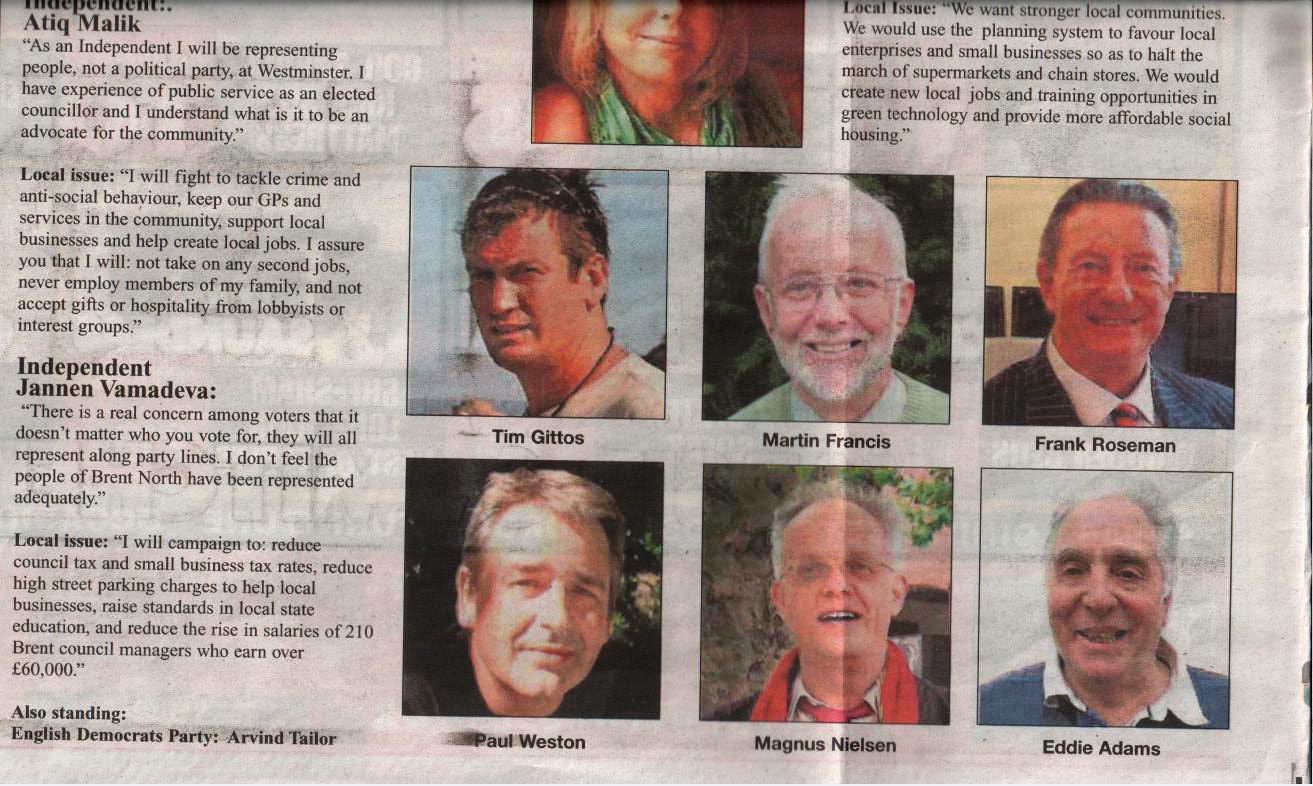 Independent:.
Atiq Malik
“As an Independent I will be representing
people, not a political party, at Westminster. I
have experience of public service as an elected
councillor and I understand what is it to be an
advocate for the community.”
Local issue: “I will fight to tackle crime and
anti-social behaviour, keep our GPs and
services in the community, support local
businesses and help create local jobs. I assure
you that I will: not take on any second jobs,
never employ members of my family, and not
accept gifts or hospitality from lobbyists or
interest groups.”
Independent
Jannen Vamadeva:
“There is a real concern among voters that it
doesn’t matter who you vote for, they will all
represent along party lines. I don’t feel the
people of Brent North have been represented
adequately.”
Local issue: “I will campaign to: reduce
council tax and small business tax rates, reduce
high street parking charges to help local
businesses, raise standards in local state
education, and reduce the rise in salaries of 210
Brent council managers who earn over
£60,000.”
Also standing:
English Democrats Party: Arvind Tailor
Local Issue: “We want stronger local communities.
We would use the planning system to favour local
enterprises and small businesses so as to halt the
march of supermarkets and chain stores. We would
create new local jobs and training opportunities in
green technology and provide more affordable social
housing.”
Tim Gittos
Martin Francis
Frank Roseman
Paul Weston
Magnus Nielsen
Eddie Adams